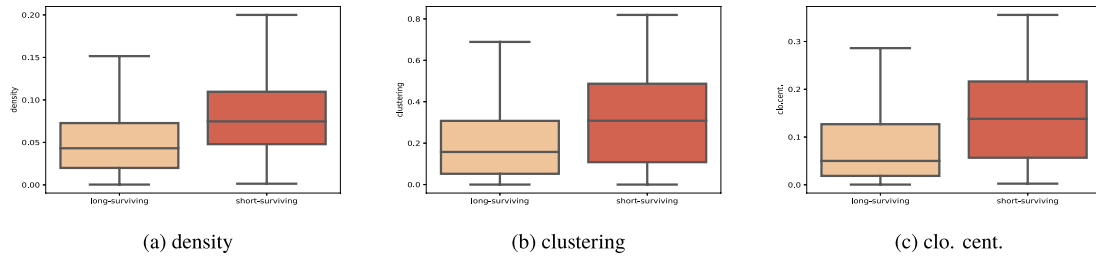 0.20
0.15
0.10
0.05
0.00
density
long-surviving
short-surviving
(a) density
0.8
0.6
0.4
0.2
0.0
clustering
long-surviving
short-surviving
(b) clustering
0.3
0.2
0.1
0.0
clo.cent.
long-surviving
short-surviving
(c) clo. cent.